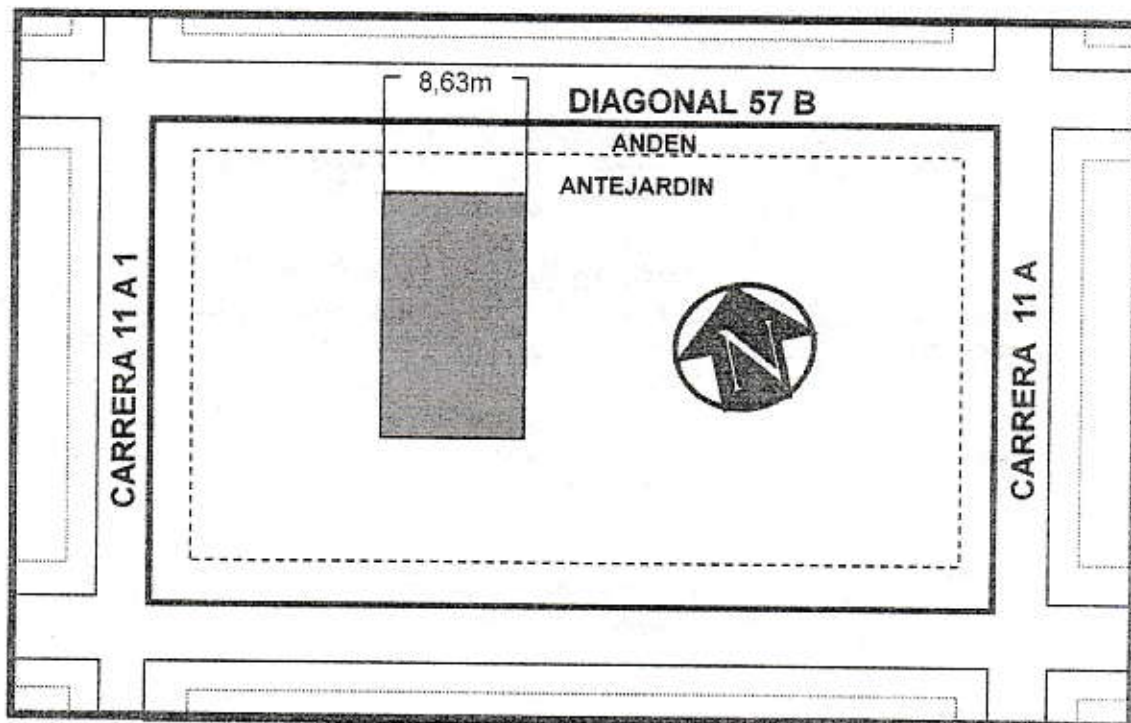 8,63m
DIAGONAL 57 B
ANDEN
ANTEJARDIN
CARRERA 11 A 1
N
CARRERA 11 A